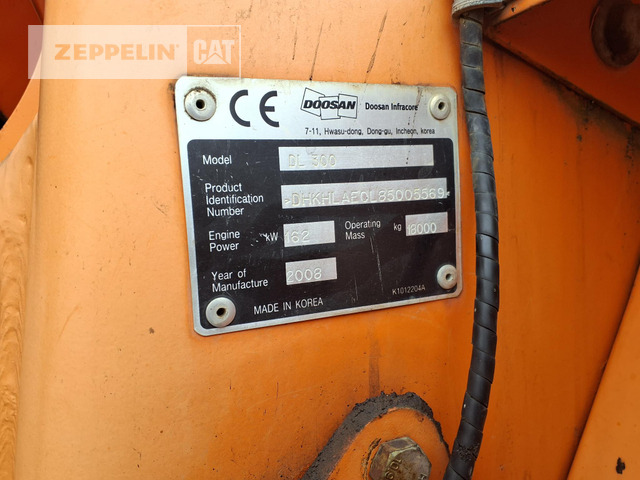 ZEPPELIN CAT
CE DOOSAN Doosan Infracore
7-11, Hwasu-dong, Dong-gu, Incheon, korea
Model DL 300
Product
Identification
Number
Engine
Power kW 162 Operating
Mass kg 18000
Year of
Manufacture 2008
MADE IN KOREA K1012204A